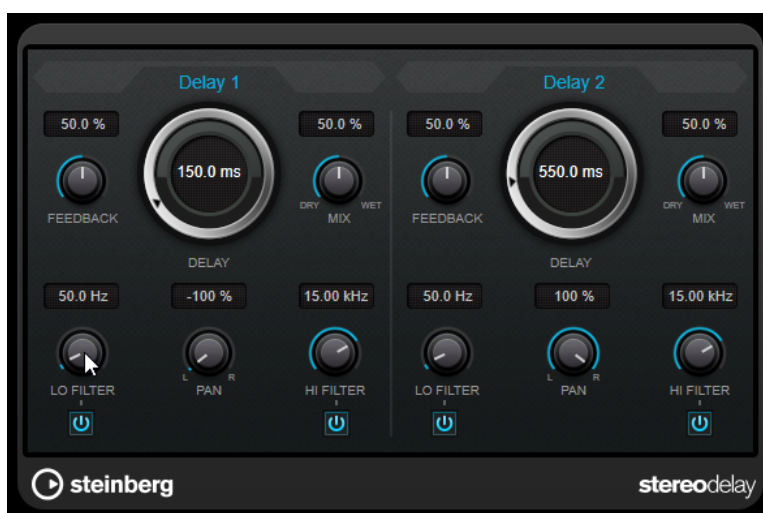 Delay 1
Delay 2
50.0 %
50.0 %
50.0 %
50.0 %
150.0 ms
550.0 ms
FEEDBACK
DRY
WET
MIX
FEEDBACK
DRY
WET
MIX
DELAY
DELAY
50.0 Hz
-100 %
15.00 kHz
50.0 Hz
100 %
15.00 kHz
L
R
L
R
LO FILTER
PAN
HI FILTER
LO FILTER
PAN
HI FILTER
steinberg
stereodelay